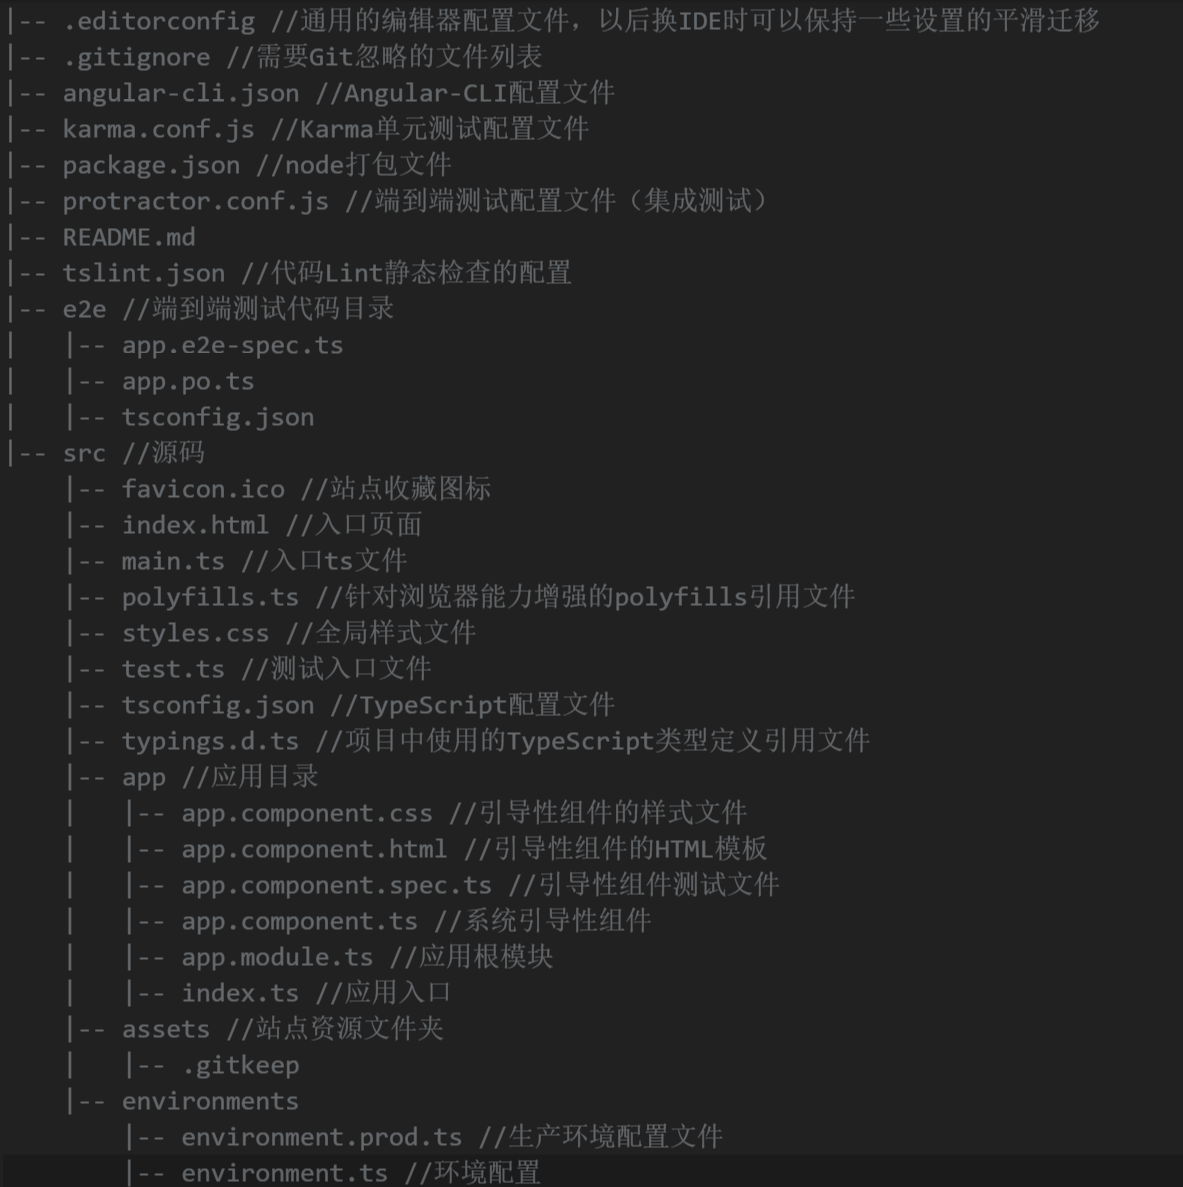 |-- .editorconfig //通用的编辑器配置文件，以后换IDE时可以保持一些设置的平滑迁移
|-- .gitignore //需要Git忽略的文件列表
|-- angular-cli.json //Angular-CLI配置文件
|-- karma.conf.js //Karma单元测试配置文件
|-- package.json //node打包文件
|-- protractor.conf.js //端到端测试配置文件（集成测试）
|-- README.md
|-- tslint.json //代码Lint静态检查的配置
|-- e2e //端到端测试代码目录
|   |-- app.e2e-spec.ts
|   |-- app.po.ts
|   |-- tsconfig.json
|-- src //源码
    |-- favicon.ico //站点收藏图标
    |-- index.html //入口页面
    |-- main.ts //入口ts文件
    |-- polyfills.ts //针对浏览器能力增强的polyfills引用文件
    |-- styles.css //全局样式文件
    |-- test.ts //测试入口文件
    |-- tsconfig.json //TypeScript配置文件
    |-- typings.d.ts //项目中使用的TypeScript类型定义引用文件
    |-- app //应用目录
    |   |-- app.component.css //引导性组件的样式文件
    |   |-- app.component.html //引导性组件的HTML模板
    |   |-- app.component.spec.ts //引导性组件测试文件
    |   |-- app.component.ts //系统引导性组件
    |   |-- app.module.ts //应用根模块
    |   |-- index.ts //应用入口
    |-- assets //站点资源文件夹
    |   |-- .gitkeep
    |-- environments
        |-- environment.prod.ts //生产环境配置文件
        |-- environment.ts //环境配置